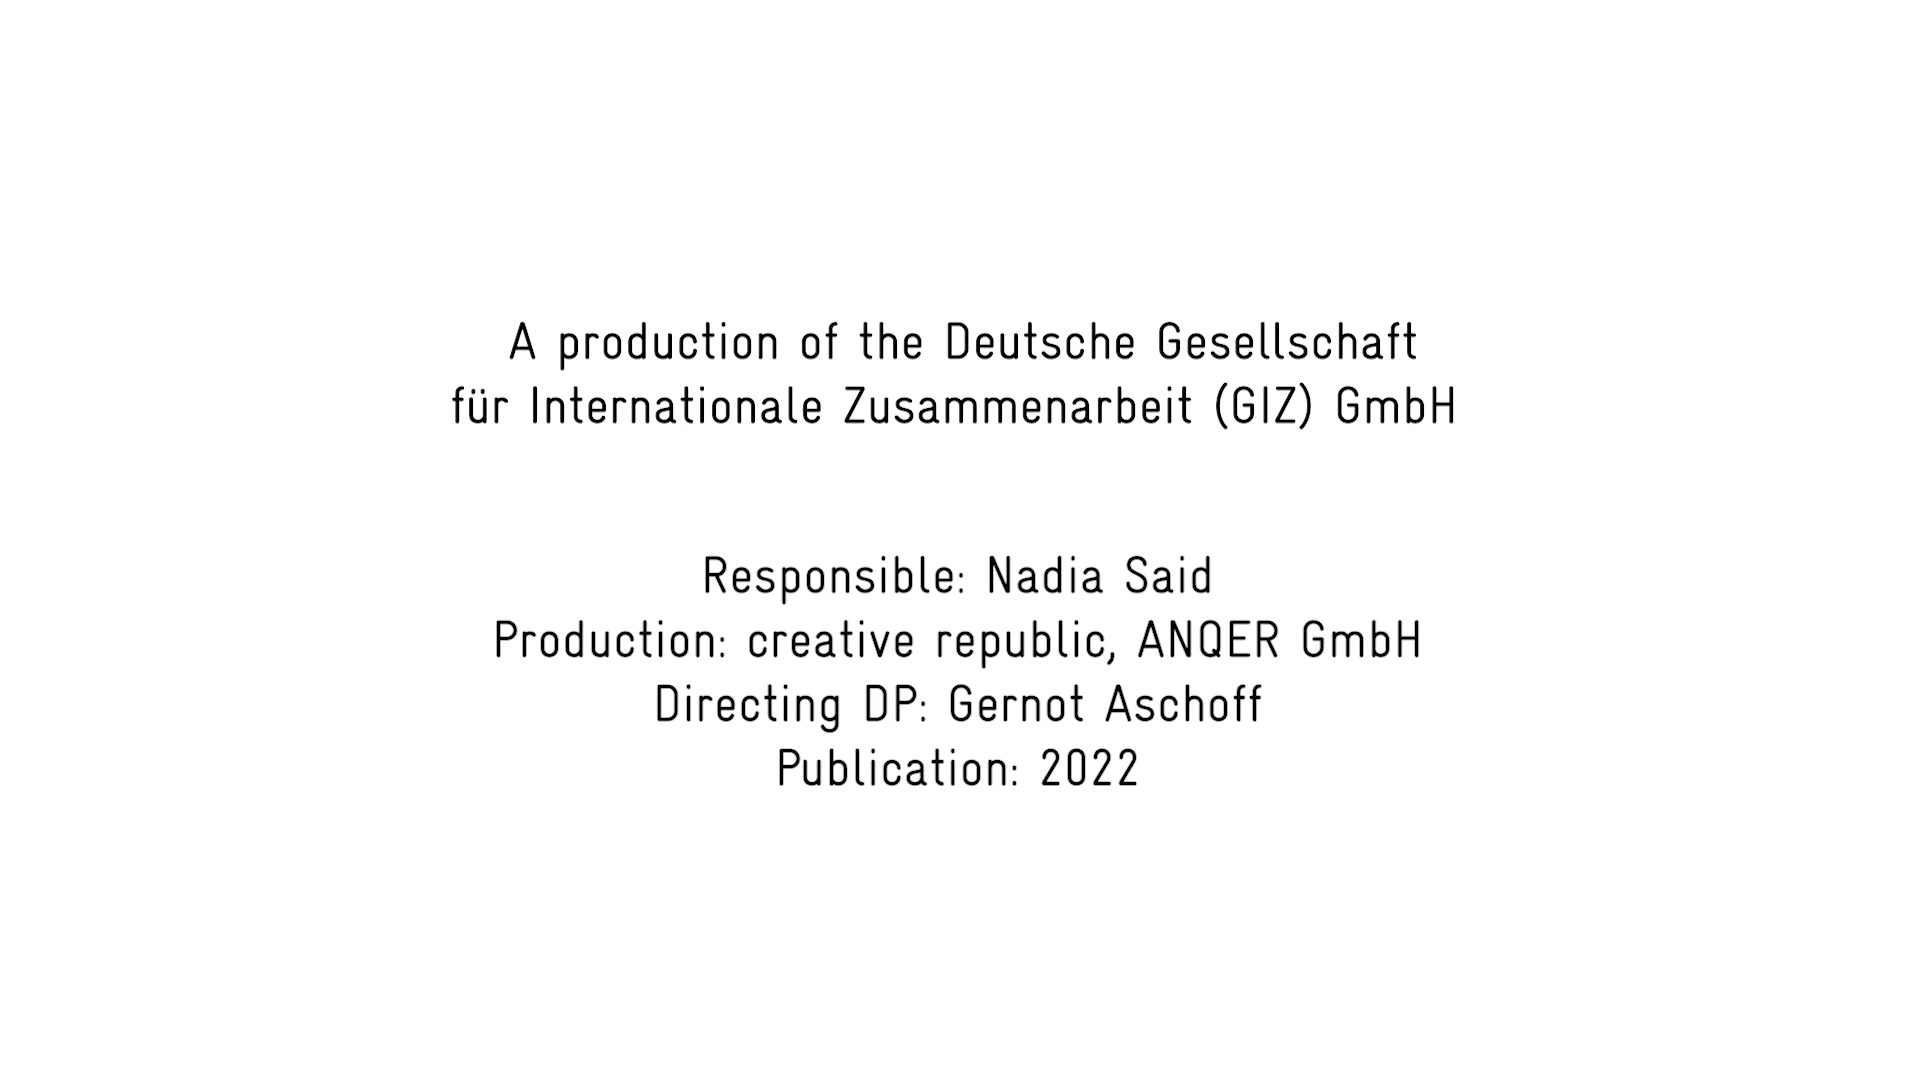 A production of the Deutsche Gesellschaft
für Internationale Zusammenarbeit (GIZ) GmbH
Responsible: Nadia Said
Production: creative republic, ANQER GmbH
Directing DP: Gernot Aschoff
Publication: 2022